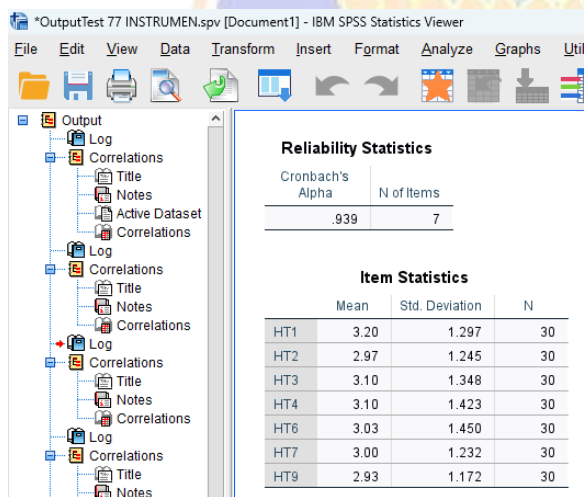 *OutputTest 77 INSTRUMEN.spv [Document1] - IBM SPSS Statistics Viewer
File Edit View Data Transform Insert Format Analyze Graphs Util
Output
Log
Correlations
Title
Notes
Active Dataset
Correlations
Log
Correlations
Title
Notes
Correlations
Log
Correlations
Title
Notes
Correlations
Log
Correlations
Title
Notes
Reliability Statistics
Cronbach's
Alpha N of Items
.939 7
Item Statistics
Mean Std. Deviation N
HT1 3.20 1.297 30
HT2 2.97 1.245 30
HT3 3.10 1.348 30
HT4 3.10 1.423 30
HT6 3.03 1.450 30
HT7 3.00 1.232 30
HT9 2.93 1.172 30